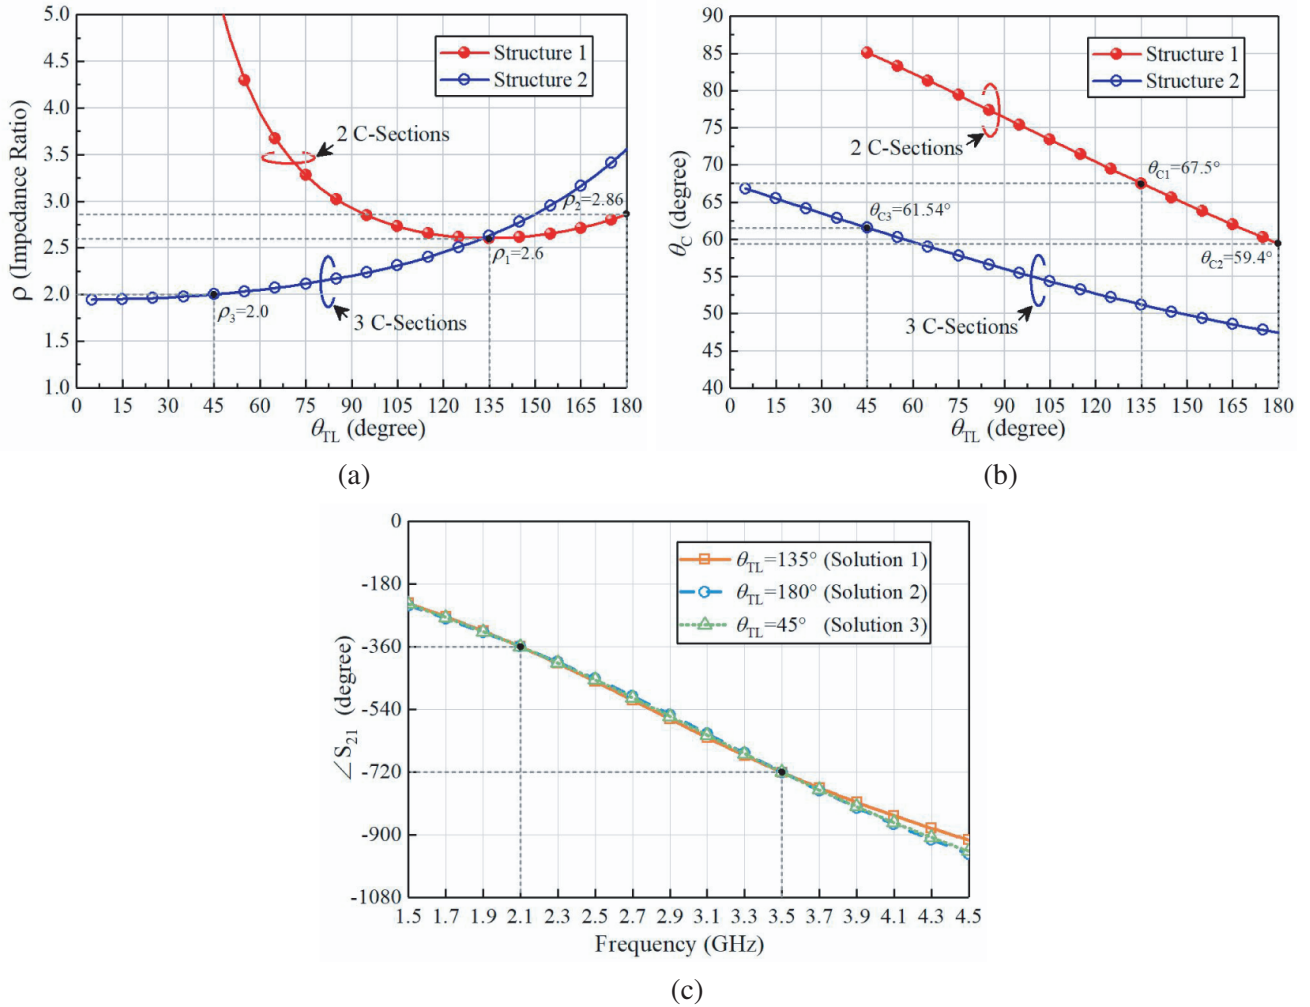 5.0
4.5
4.0
3.5
3.0
2.5
2.0
1.5
1.0
ρ (Impedance Ratio)
Structure 1
Structure 2
2 C-Sections
ρ2=2.86
ρ1=2.6
ρ3=2.0
3 C-Sections
0 15 30 45 60 75 90 105 120 135 150 165 180
θTL (degree)
(a)
90
85
80
75
70
65
60
55
50
45
40
θC (degree)
Structure 1
Structure 2
2 C-Sections
θC1=67.5°
θC3=61.54°
θC2=59.4°
3 C-Sections
0 15 30 45 60 75 90 105 120 135 150 165 180
θTL (degree)
(b)
0
-180
-360
-540
-720
-900
-1080
∠S21 (degree)
θTL=135° (Solution 1)
θTL=180° (Solution 2)
θTL=45° (Solution 3)
1.5 1.7 1.9 2.1 2.3 2.5 2.7 2.9 3.1 3.3 3.5 3.7 3.9 4.1 4.3 4.5
Frequency (GHz)
(c)